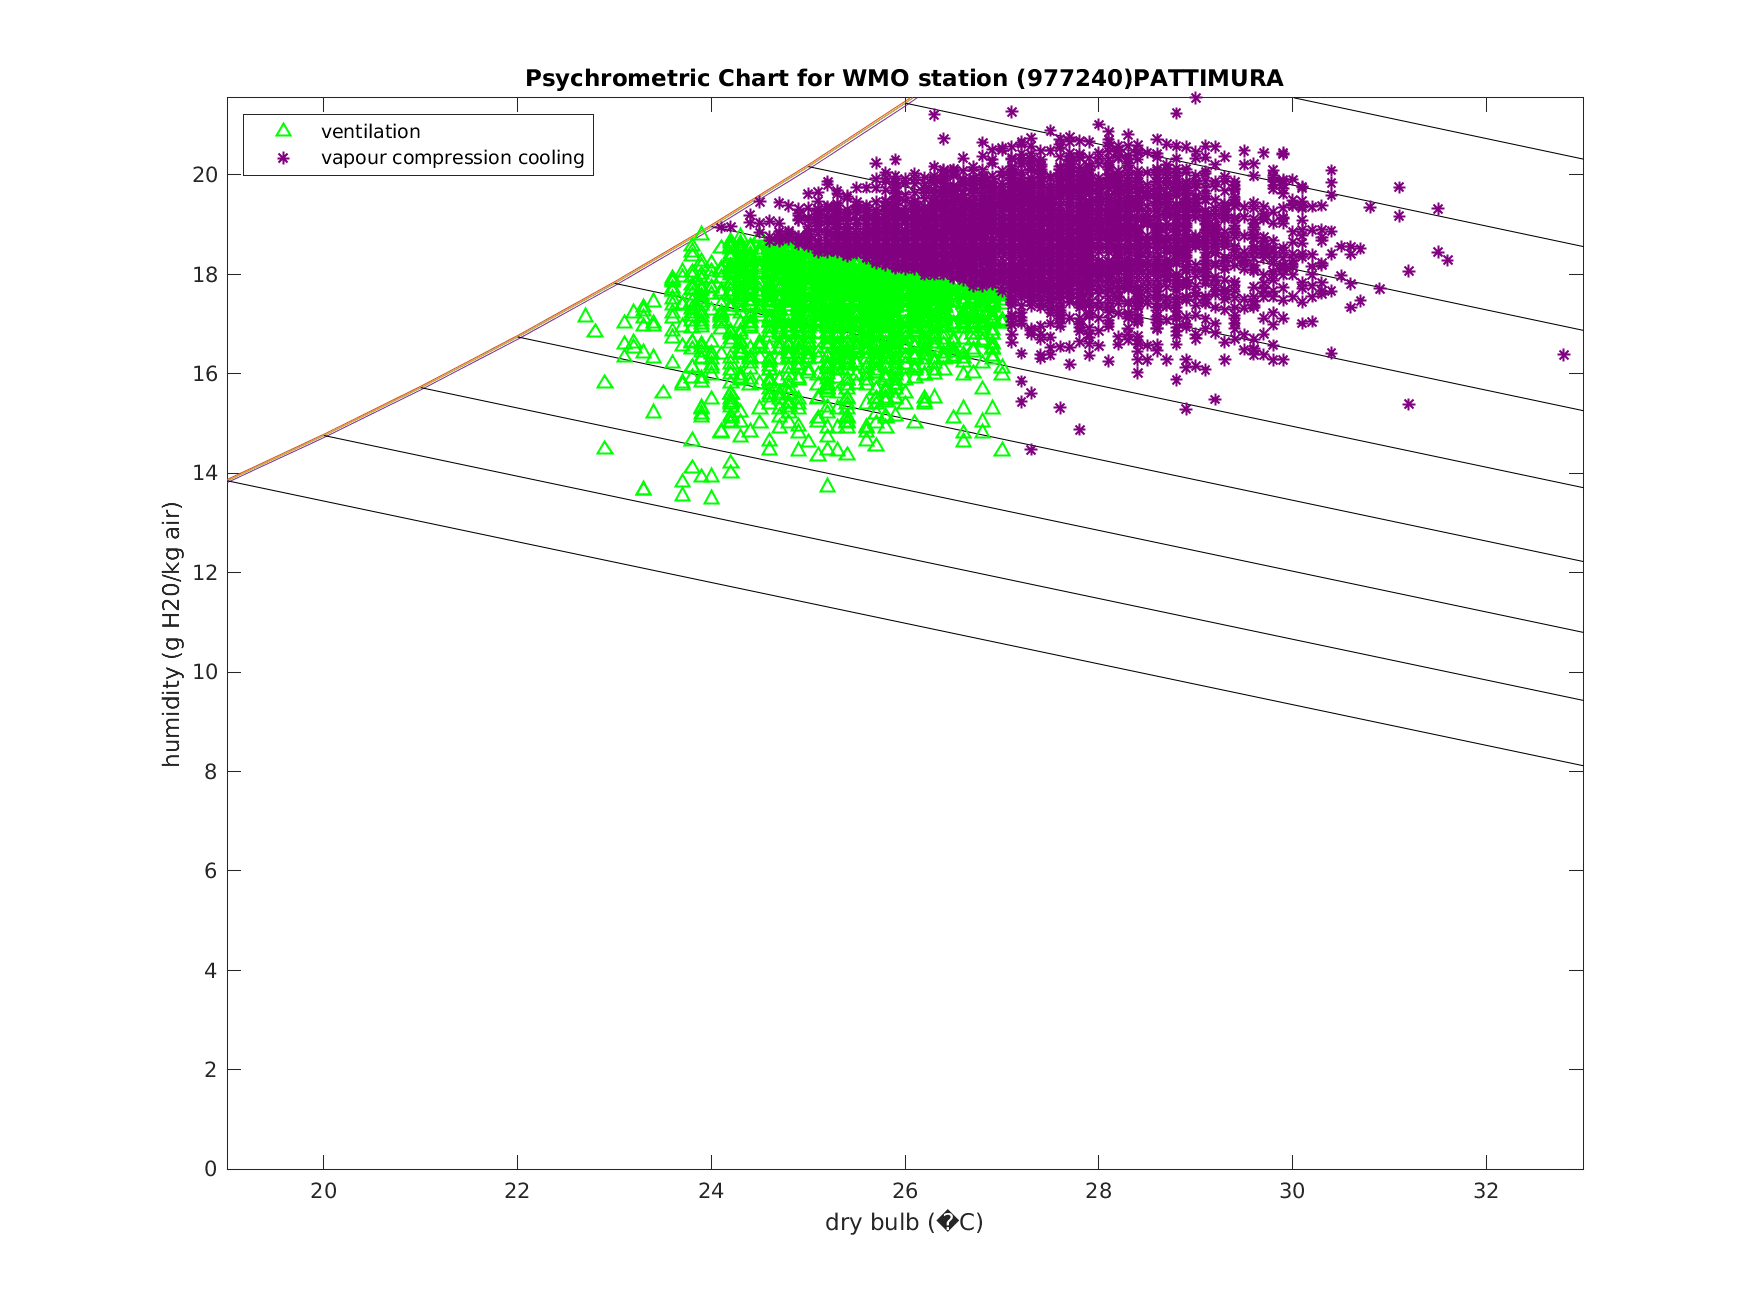 Psychrometric Chart for WMO station (977240)PATTIMURA
ventilation
vapour compression cooling
humidity (g H20/kg air)
20
18
16
14
12
10
8
6
4
2
0
20 22 24 26 28 30 32
dry bulb (�C)